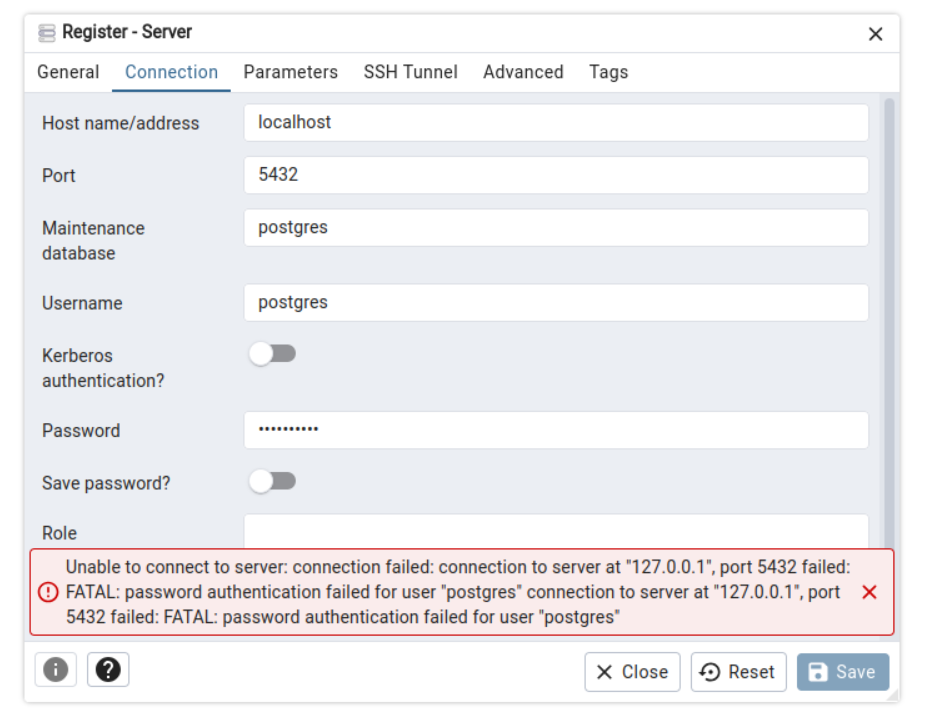 Register - Server
General Connection Parameters SSH Tunnel Advanced Tags
Host name/address localhost
Port 5432
Maintenance
database
postgres
Username postgres
Kerberos
authentication?
Password ••••••••••
Save password?
Role
Unable to connect to server: connection failed: connection to server at "127.0.0.1", port 5432 failed:
FATAL: password authentication failed for user "postgres" connection to server at "127.0.0.1", port
5432 failed: FATAL: password authentication failed for user "postgres"
Close Reset Save